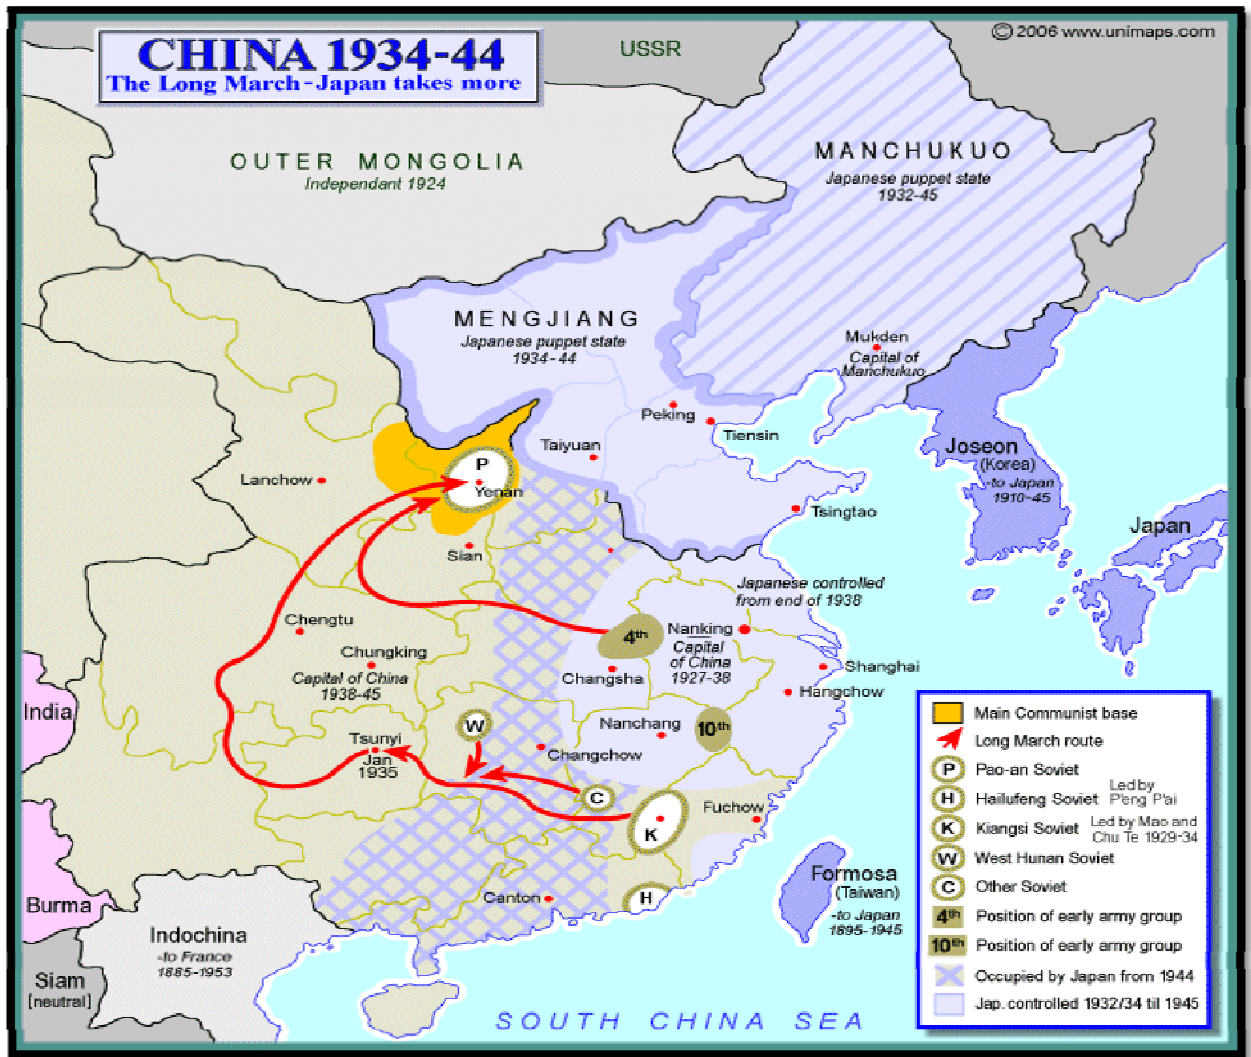 CHINA 1934-44
The Long March-Japan takes more
© 2006 www.unimaps.com
USSR
OUTER MONGOLIA
Independant 1924
MANCHUKUO
Japanese puppet state
1932-45
MENGJIANG
Japanese puppet state
1934-44
Mukden
Capital of
Manchukuo
Peking
Tiensin
Taiyuan
Joseon
(Korea)
-to Japan
1910-45
Lanchow
P
Yenan
Tsingtao
Japan
Sian
Japanese controlled
from end of 1938
Chengtu
4th
Nanking
Capital
of China
1927-38
Chungking
Capital of China
1938-45
Changsha
Shanghai
Hangchow
India
W
Nanchang
10th
Tsunyi
Jan
1935
Changchow
C
K
Fuchow
Canton
H
Formosa
(Taiwan)
-to Japan
1895-1945
Burma
Indochina
-to France
1885-1953
Siam
[neutral]
SOUTH CHINA SEA
Main Communist base
Long March route
P Pao-an Soviet
H Hailufeng Soviet Led by
P'eng P'ai
K Kiangsi Soviet Led by Mao and
Chu Te 1929-34
W West Hunan Soviet
C Other Soviet
4th Position of early army group
10th Position of early army group
Occupied by Japan from 1944
Jap. controlled 1932/34 til 1945